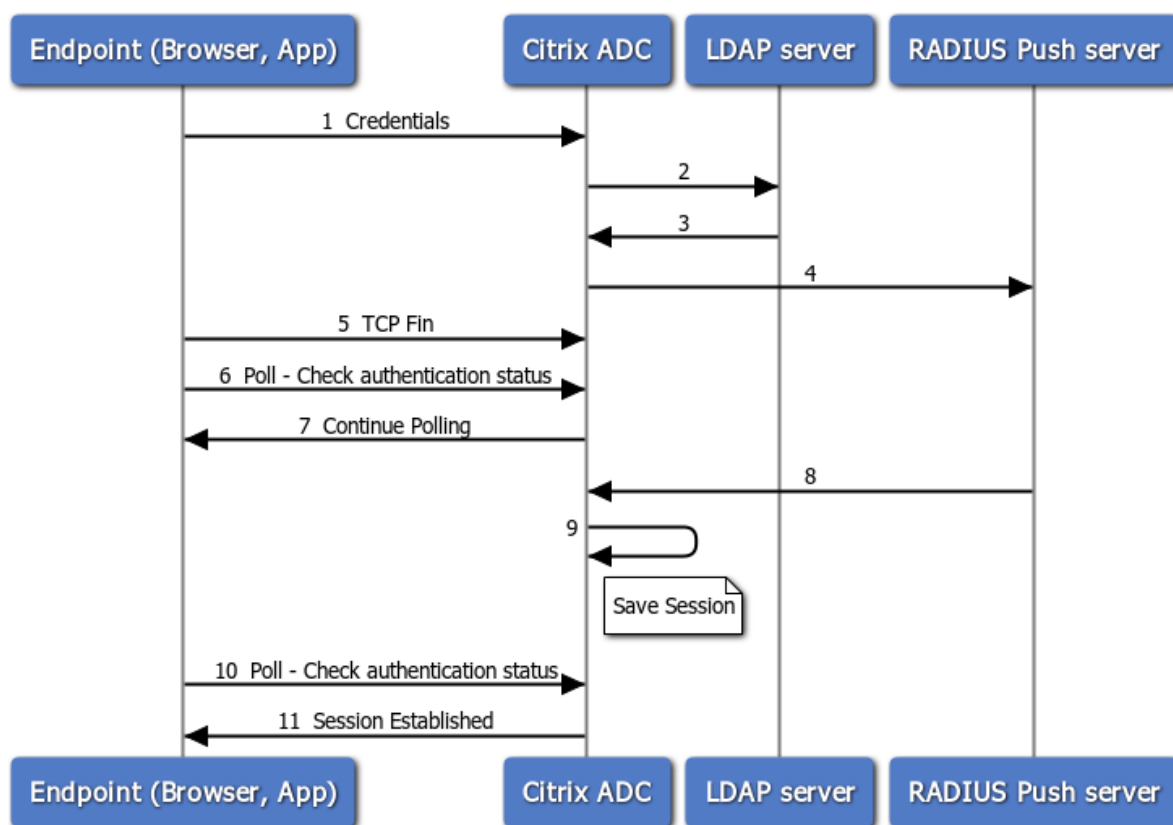 Endpoint (Browser, App)
Citrix ADC
LDAP server
RADIUS Push server
1 Credentials
2
3
4
5 TCP Fin
6 Poll - Check authentication status
7 Continue Polling
8
9
Save Session
10 Poll - Check authentication status
11 Session Established
Endpoint (Browser, App)
Citrix ADC
LDAP server
RADIUS Push server